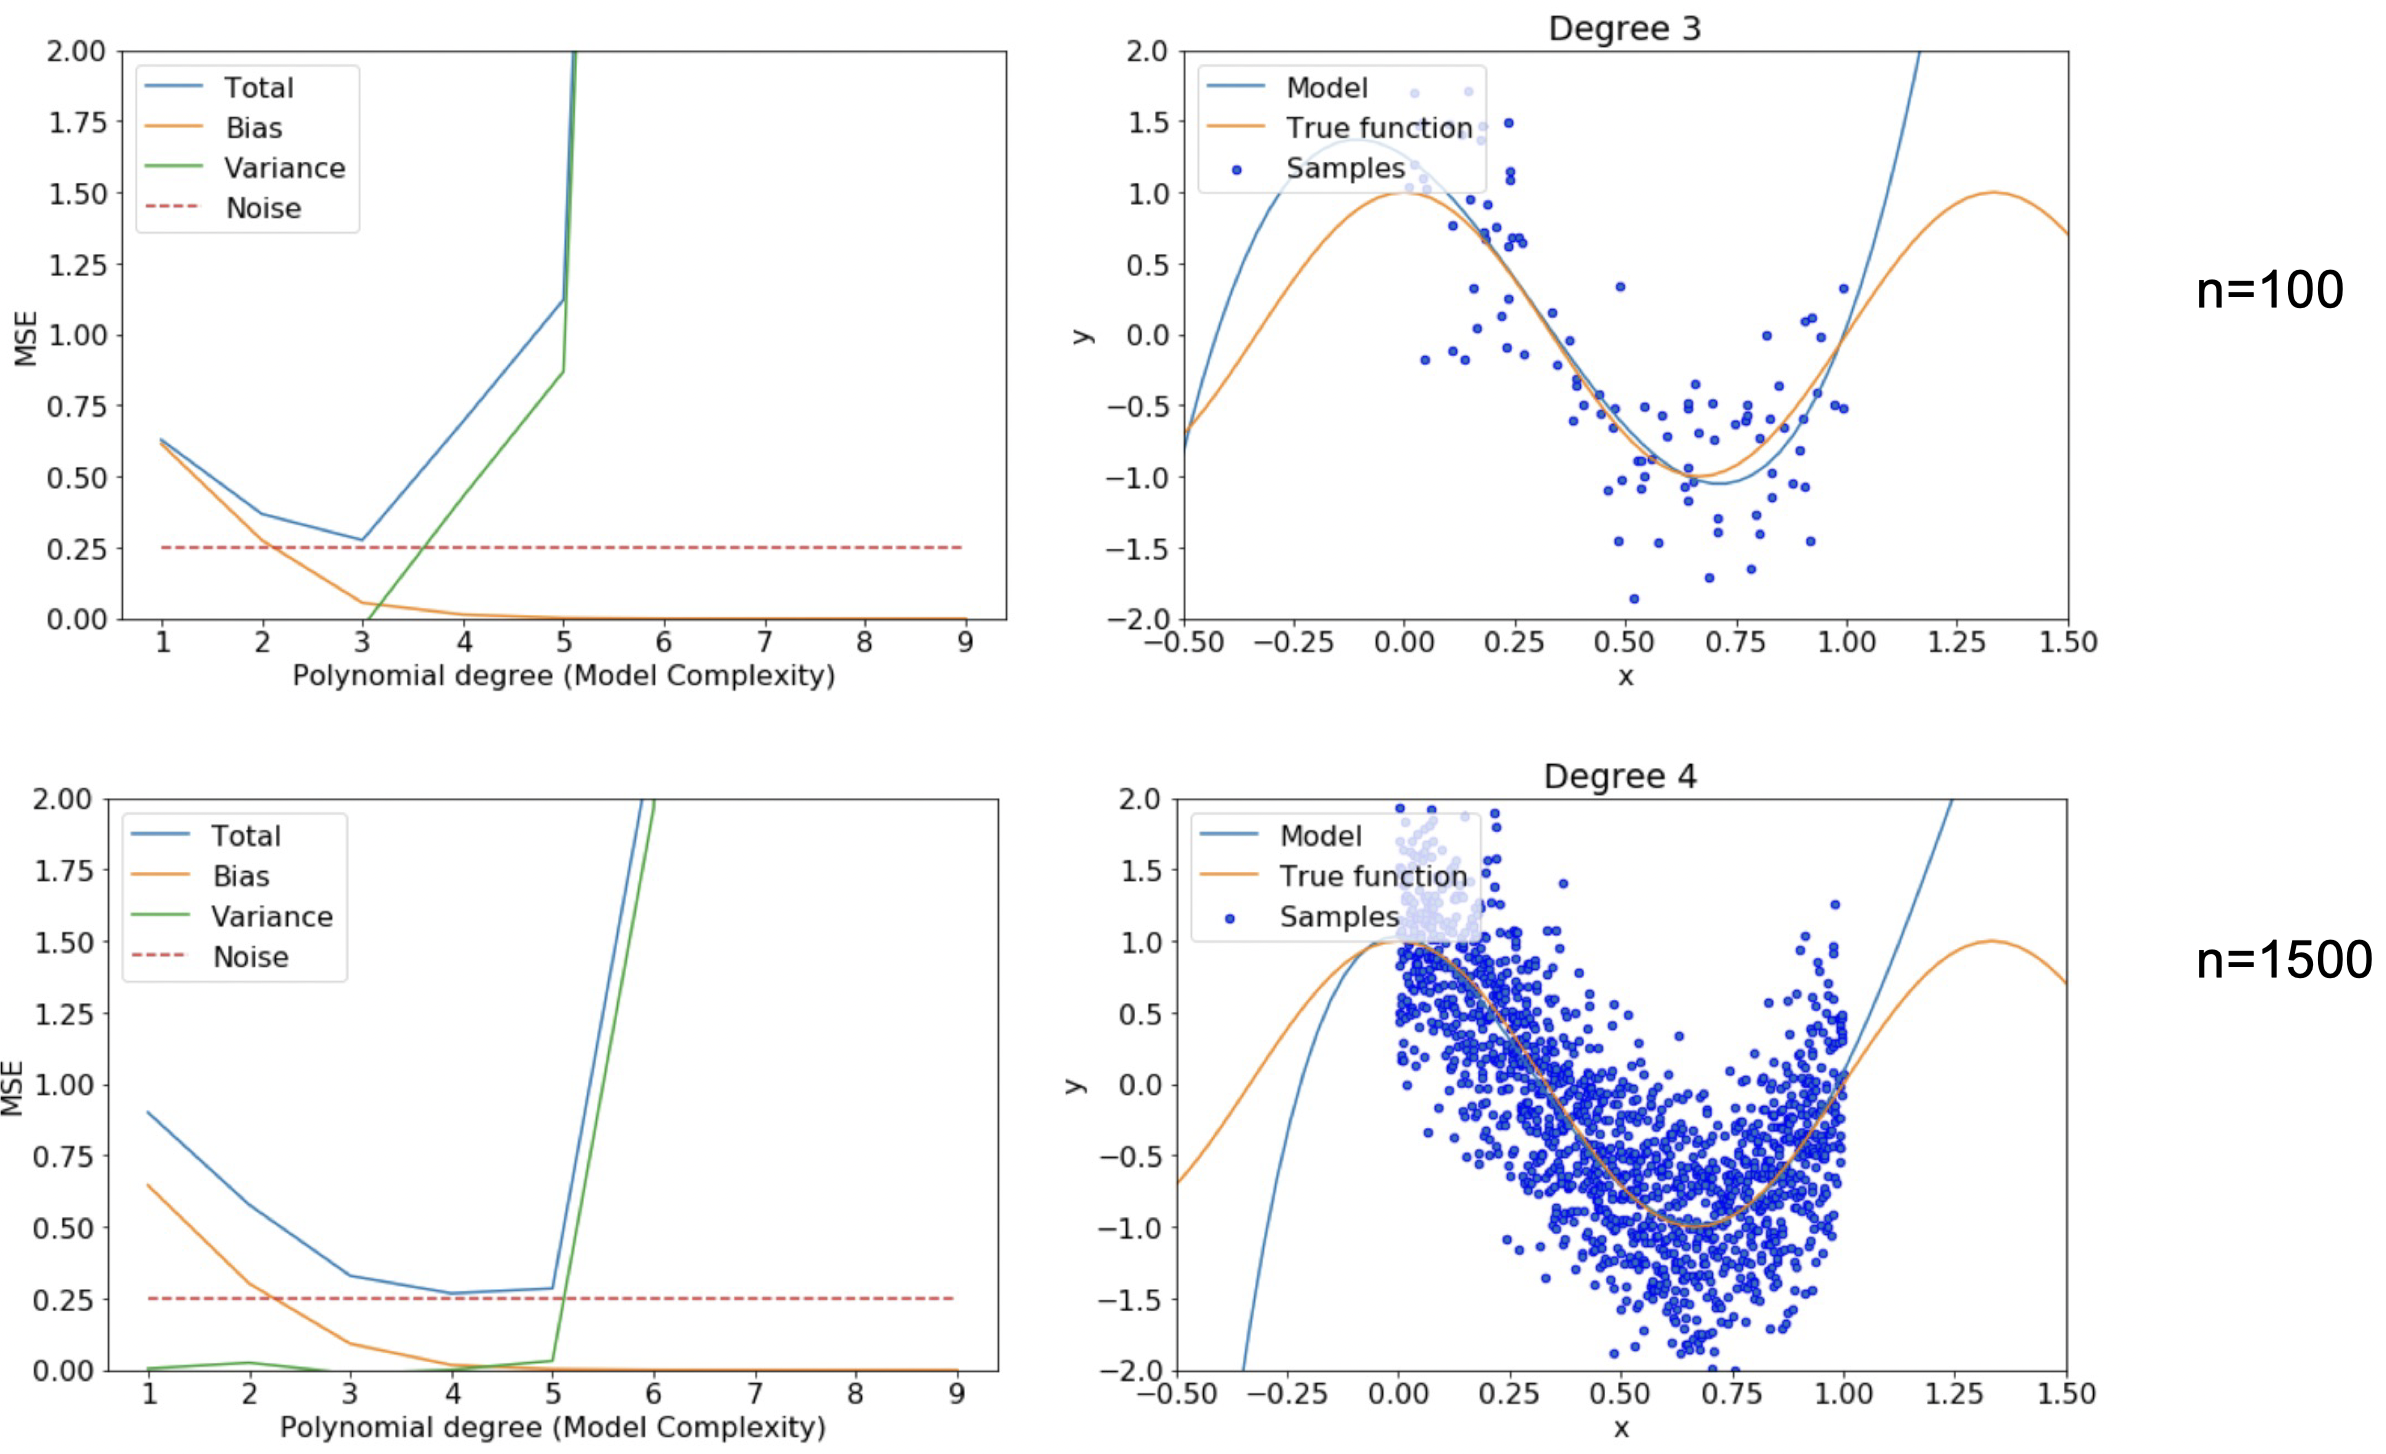 2.00
1.75
1.50
1.25
1.00
0.75
0.50
0.25
0.00
MSE
Total
Bias
Variance
Noise
1 2 3 4 5 6 7 8 9
Polynomial degree (Model Complexity)
Degree 3
2.0
1.5
1.0
0.5
0.0
−0.5
−1.0
−1.5
−2.0
y
Model
True function
Samples
−0.50 −0.25 0.00 0.25 0.50 0.75 1.00 1.25 1.50
x
n=100
2.00
1.75
1.50
1.25
1.00
0.75
0.50
0.25
0.00
MSE
Total
Bias
Variance
Noise
1 2 3 4 5 6 7 8 9
Polynomial degree (Model Complexity)
Degree 4
2.0
1.5
1.0
0.5
0.0
−0.5
−1.0
−1.5
−2.0
y
Model
True function
Samples
−0.50 −0.25 0.00 0.25 0.50 0.75 1.00 1.25 1.50
x
n=1500